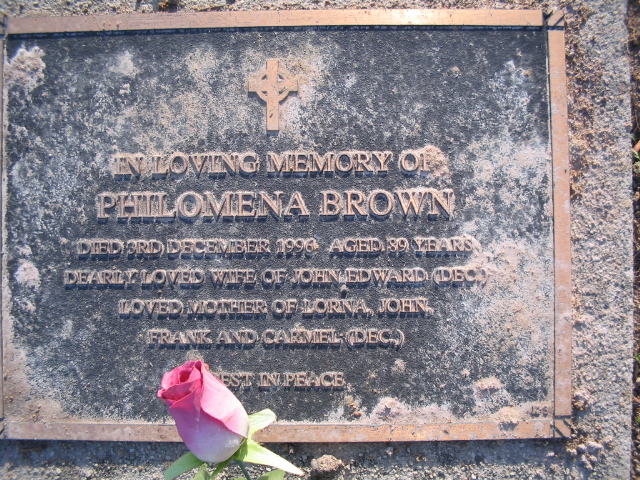 IN LOVING MEMORY OF
PHILOMENA BROWN
DIED 3RD DECEMBER 1996 AGED 89 YEARS
DEARLY LOVED WIFE OF JOHN EDWARD (DEC.)
LOVED MOTHER OF LORNA, JOHN,
FRANK AND CARMEL (DEC,)
REST IN PEACE